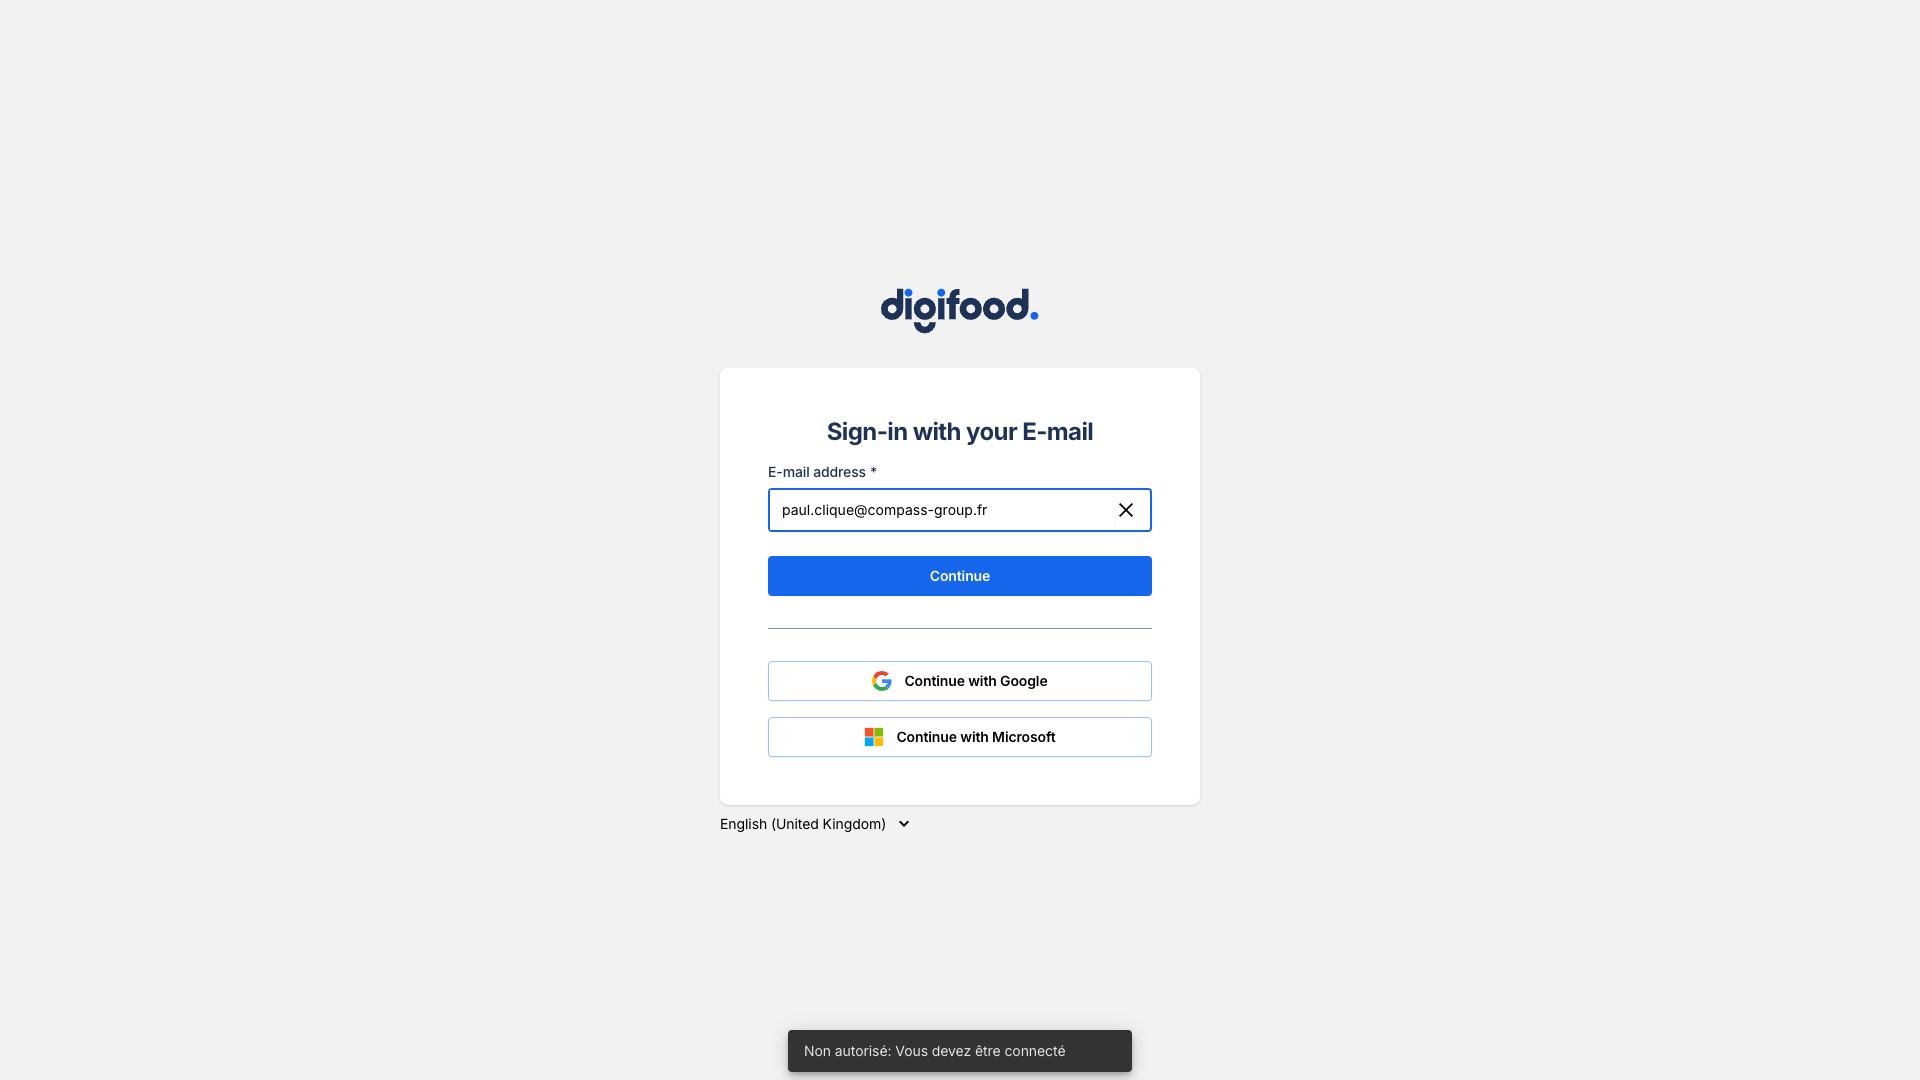 digifood.
Sign-in with your E-mail
E-mail address *
paul.clique@compass-group.fr
Continue
Continue with Google
Continue with Microsoft
English (United Kingdom)
Non autorisé: Vous devez être connecté